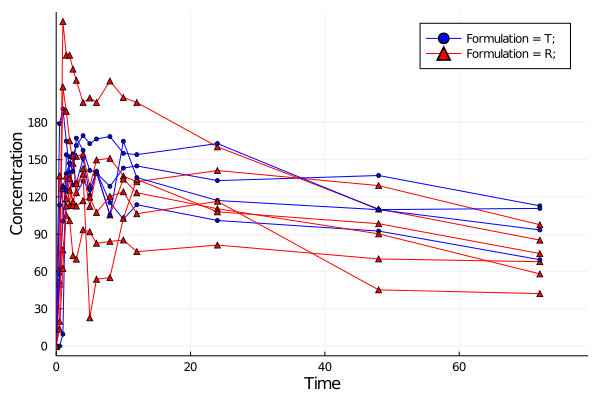 Formulation = T;
Formulation = R;
Concentration
180
150
120
90
60
30
0
0 20 40 60
Time